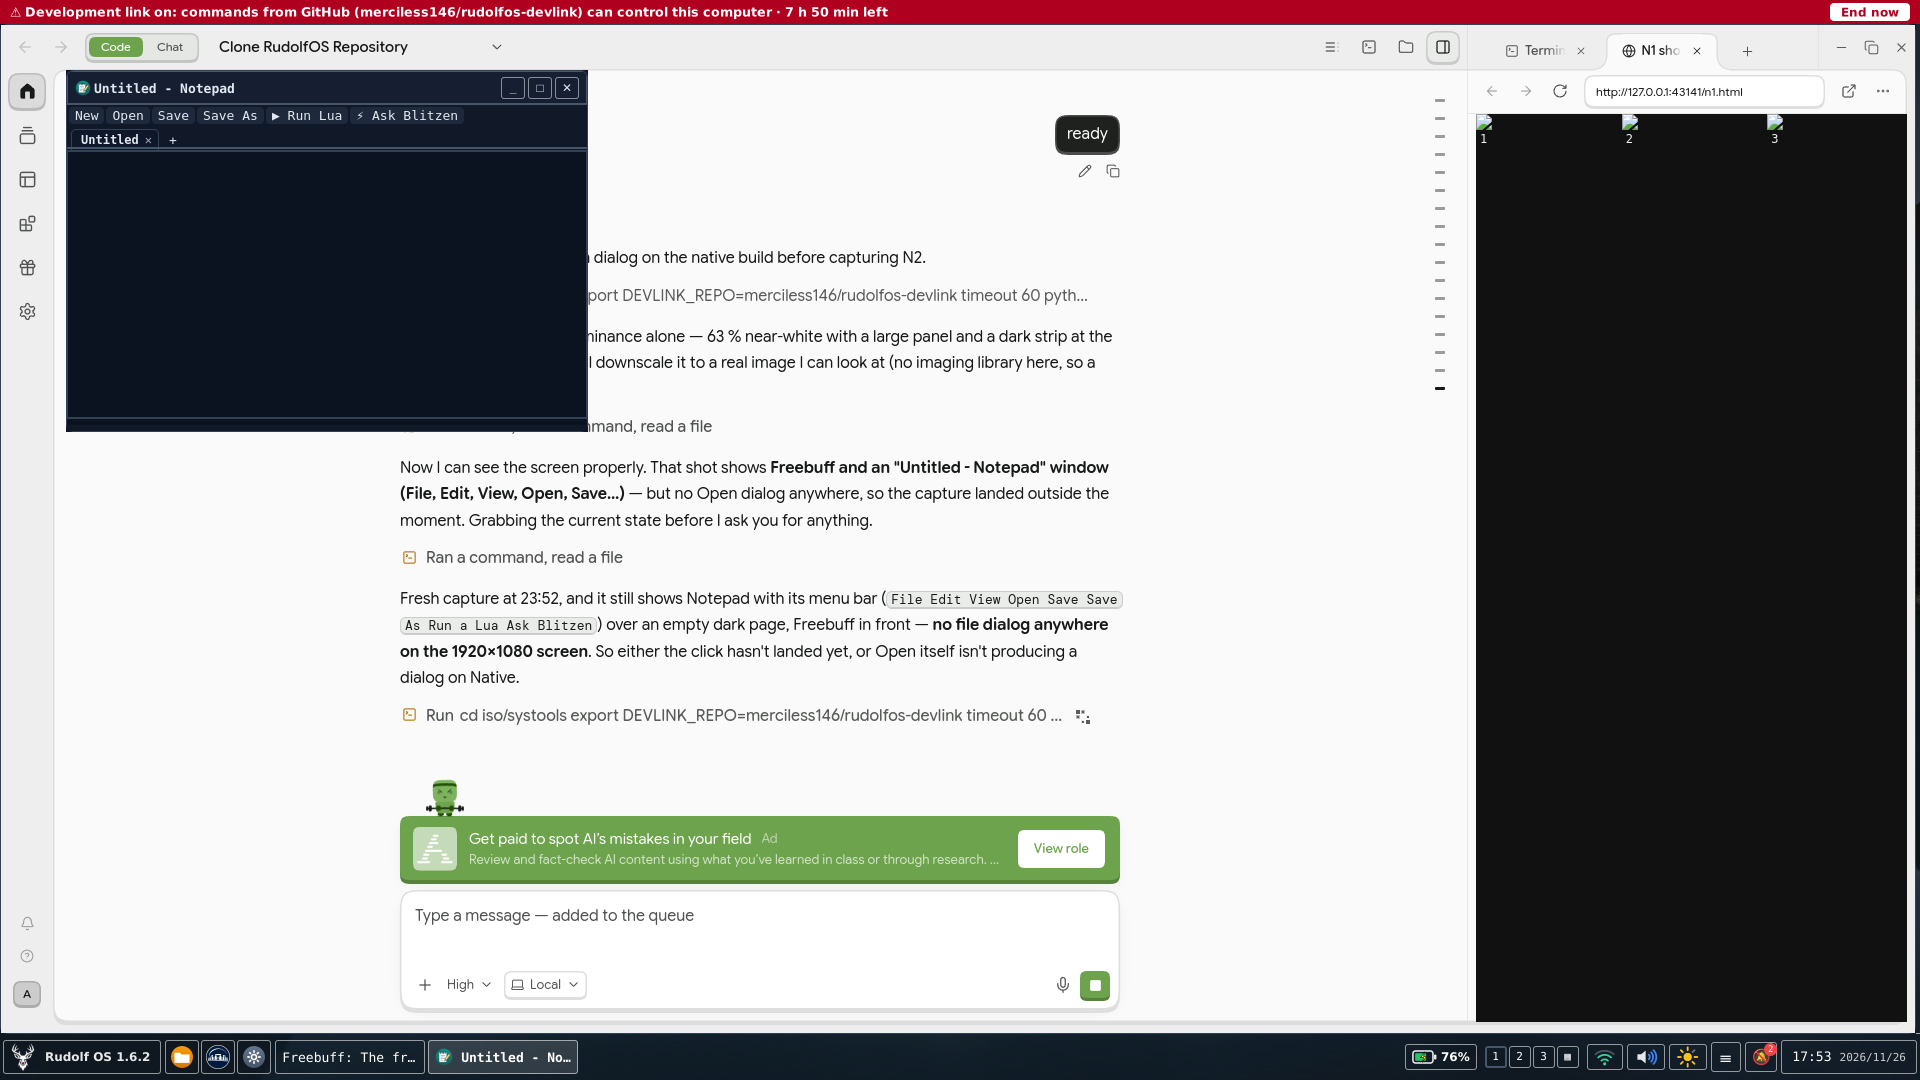 ⚠ Development link on: commands from GitHub (merciless146/rudolfos-devlink) can control this computer · 7 h 50 min left
End now
Code Chat Clone RudolfOS Repository
Termin
N1 sho
http://127.0.0.1:43141/n1.html
Untitled - Notepad
New Open Save Save As ▶ Run Lua ⚡ Ask Blitzen
Untitled × +
1 2 3
ready
dialog on the native build before capturing N2.
port DEVLINK_REPO=merciless146/rudolfos-devlink timeout 60 pyth...
minance alone — 63 % near-white with a large panel and a dark strip at the
I downscale it to a real image I can look at (no imaging library here, so a
mmand, read a file
Now I can see the screen properly. That shot shows Freebuff and an "Untitled - Notepad" window
(File, Edit, View, Open, Save...) — but no Open dialog anywhere, so the capture landed outside the
moment. Grabbing the current state before I ask you for anything.
Ran a command, read a file
Fresh capture at 23:52, and it still shows Notepad with its menu bar (File Edit View Open Save Save
As Run a Lua Ask Blitzen) over an empty dark page, Freebuff in front — no file dialog anywhere
on the 1920×1080 screen. So either the click hasn't landed yet, or Open itself isn't producing a
dialog on Native.
Run cd iso/systools export DEVLINK_REPO=merciless146/rudolfos-devlink timeout 60 ...
Get paid to spot AI's mistakes in your field Ad
Review and fact-check AI content using what you've learned in class or through research. ...
View role
Type a message — added to the queue
High Local
A
Rudolf OS 1.6.2
Freebuff: The fr…
Untitled - No…
76%
1 2 3
2
17:53 2026/11/26